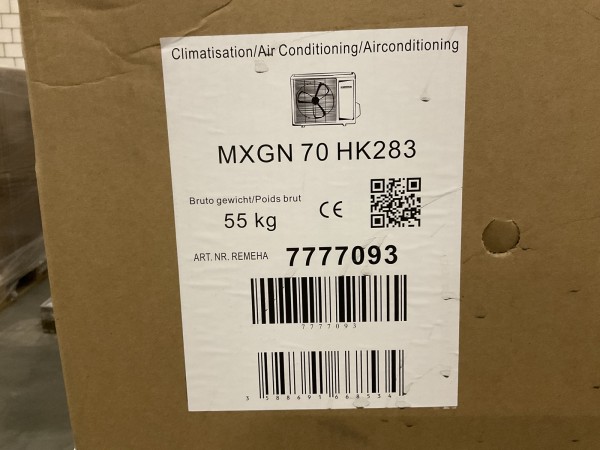 Climatisation/Air Conditioning/Airconditioning
MXGN 70 HK283
Bruto gewicht/Poids brut
55 kg
CE
ART. NR. REMEHA 7777093
7777093
3588691668534